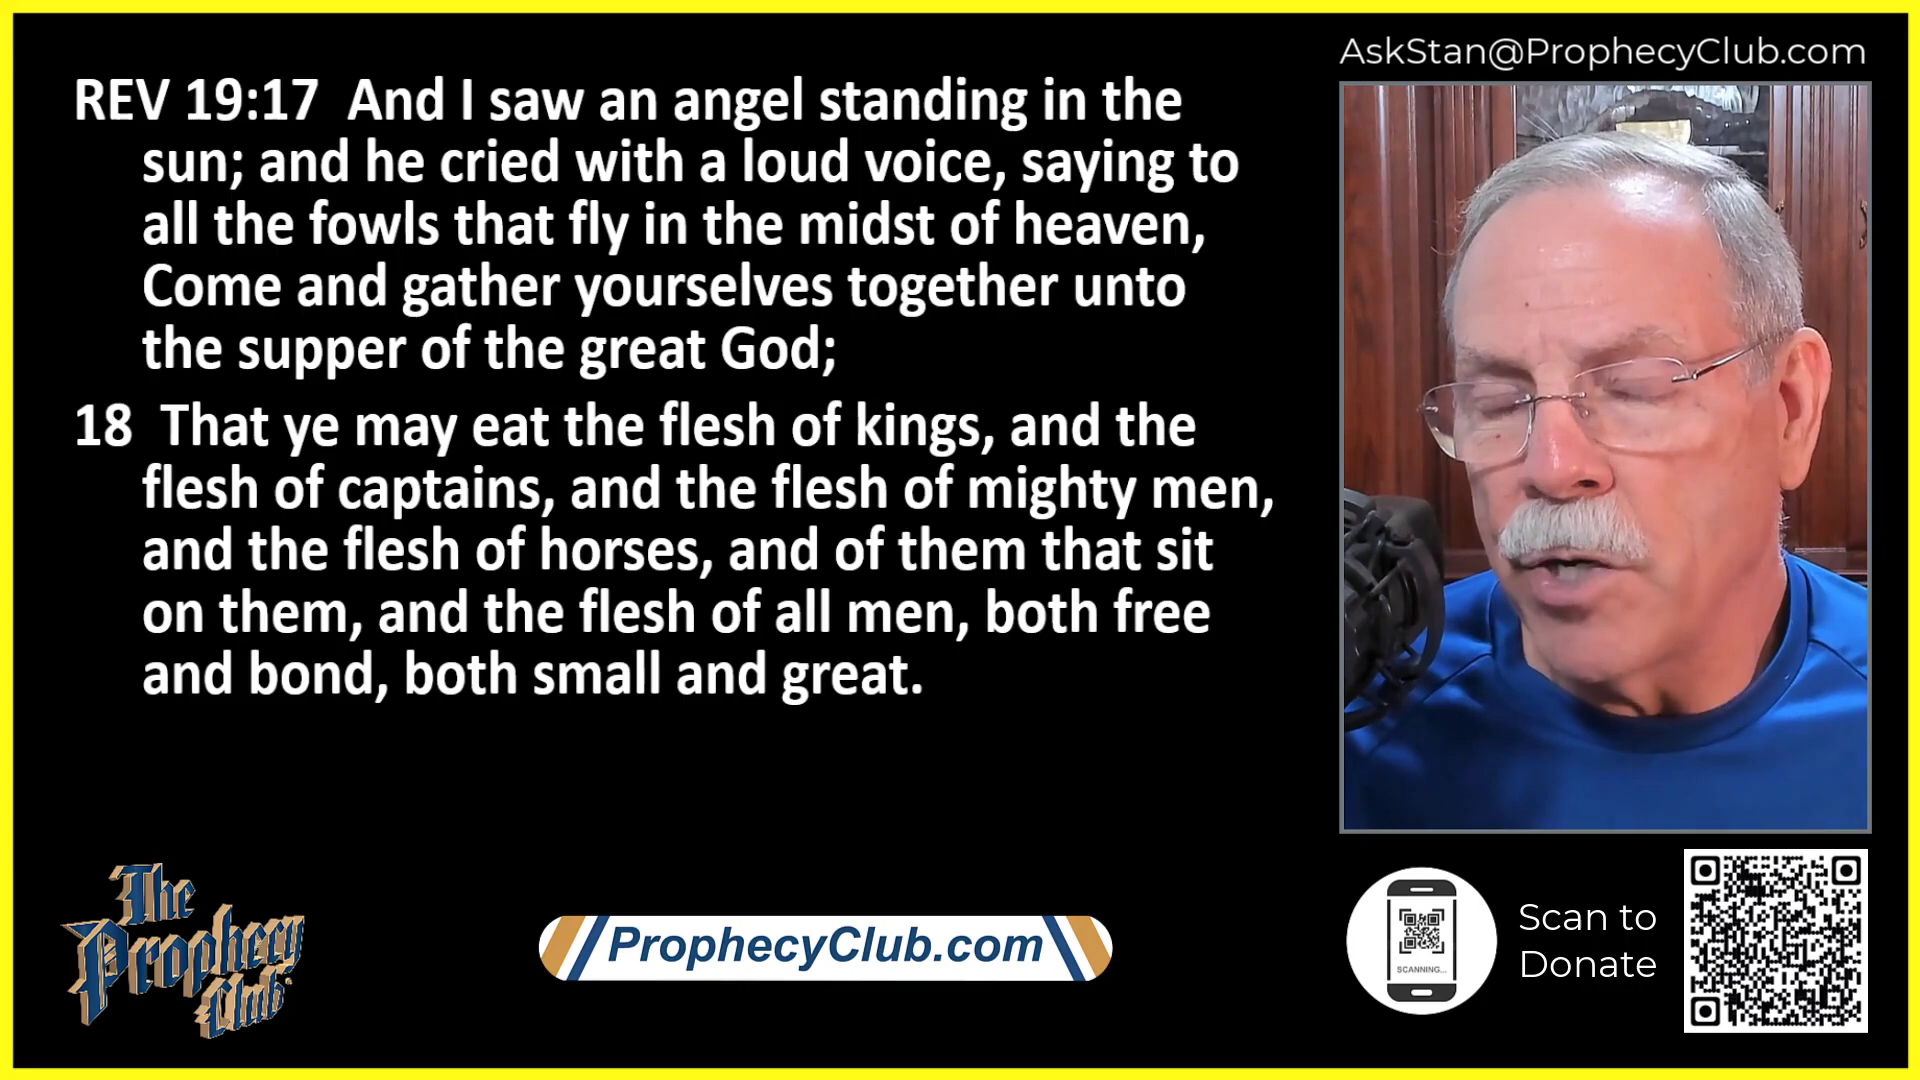 AskStan@ProphecyClub.com
REV 19:17 And I saw an angel standing in the
sun; and he cried with a loud voice, saying to
all the fowls that fly in the midst of heaven,
Come and gather yourselves together unto
the supper of the great God;
18 That ye may eat the flesh of kings, and the
flesh of captains, and the flesh of mighty men,
and the flesh of horses, and of them that sit
on them, and the flesh of all men, both free
and bond, both small and great.
The
Prophecy
Club
ProphecyClub.com
SCANNING...
Scan to
Donate